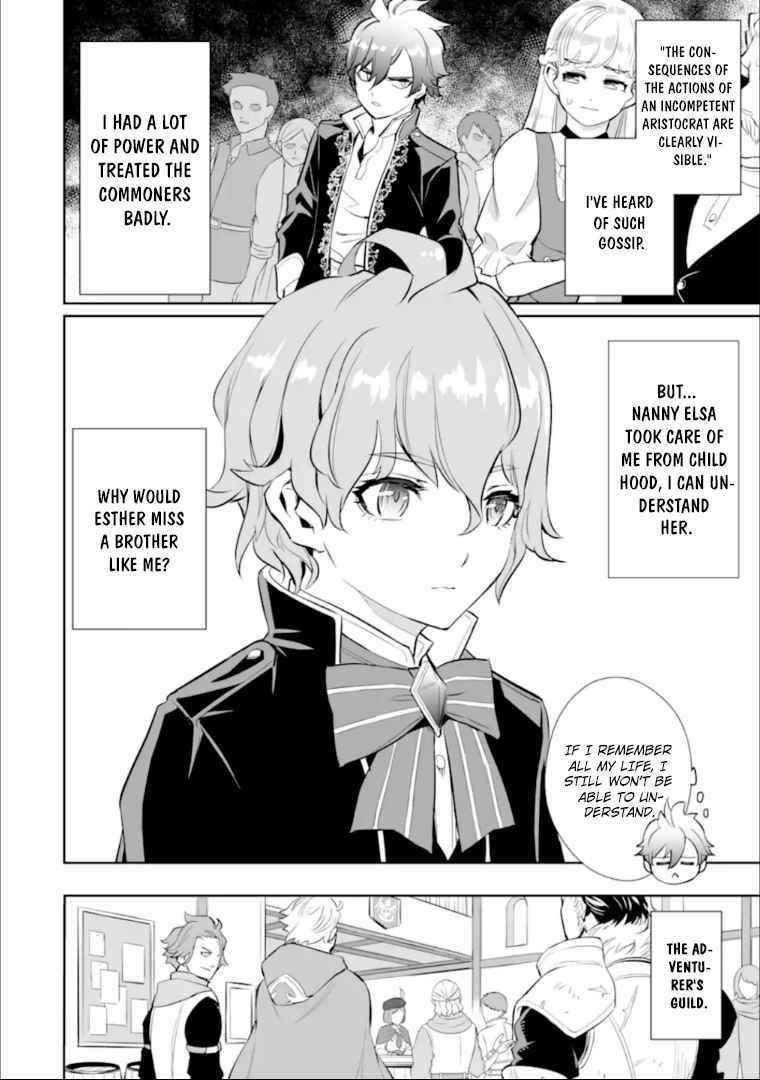 "THE CON-
SEQUENCES OF
THE ACTIONS OF
AN INCOMPETENT
ARISTOCRAT ARE
CLEARLY VI-
SIBLE."
I'VE HEARD
OF SUCH
GOSSIP.
I HAD A LOT
OF POWER AND
TREATED THE
COMMONERS
BADLY.
BUT...
NANNY ELSA
TOOK CARE OF
ME FROM CHILD
HOOD, I CAN UN-
DERSTAND
HER.
WHY WOULD
ESTHER MISS
A BROTHER
LIKE ME?
IF I REMEMBER
ALL MY LIFE, I
STILL WON'T BE
ABLE TO UN-
DERSTAND.
THE AD-
VENTU-
RER'S
GUILD.